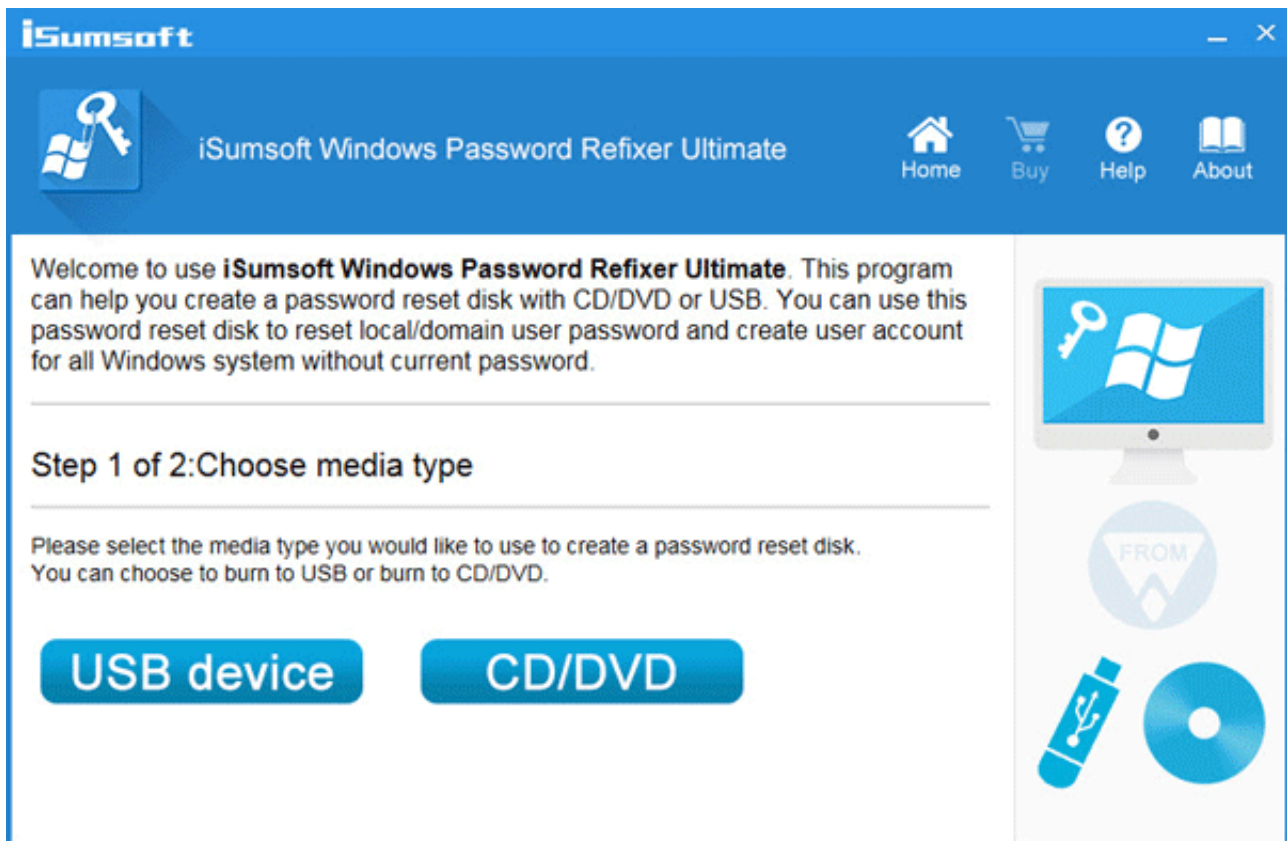 iSumsoft
iSumsoft Windows Password Refixer Ultimate
Home
Buy
Help
About
Welcome to use iSumsoft Windows Password Refixer Ultimate. This program
can help you create a password reset disk with CD/DVD or USB. You can use this
password reset disk to reset local/domain user password and create user account
for all Windows system without current password.
Step 1 of 2:Choose media type
Please select the media type you would like to use to create a password reset disk.
You can choose to burn to USB or burn to CD/DVD.
USB device
CD/DVD
FROM